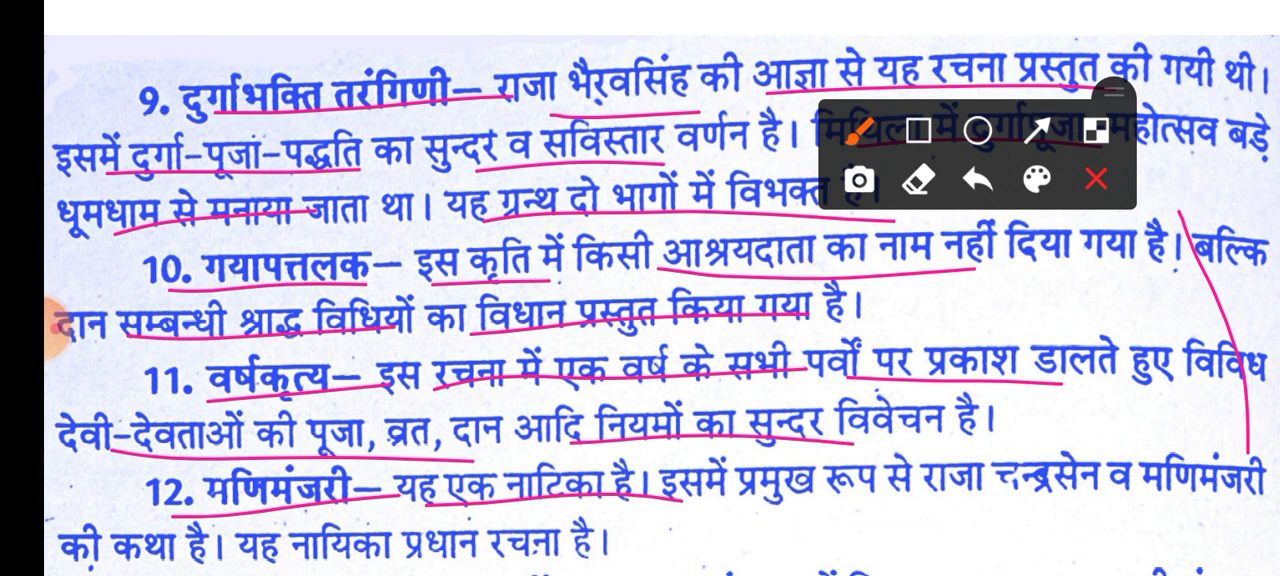 9. दुर्गाभक्ति तरंगिणी– राजा भैरवसिंह की आज्ञा से यह रचना प्रस्तुत की गयी थी।
इसमें दुर्गा-पूजा-पद्धति का सुन्दर व सविस्तार वर्णन है। मिथिला में दुर्गापूजा महोत्सव बड़े
धूमधाम से मनाया जाता था। यह ग्रन्थ दो भागों में विभक्त है।
10. गयापत्तलक– इस कृति में किसी आश्रयदाता का नाम नहीं दिया गया है। बल्कि
दान सम्बन्धी श्राद्ध विधियों का विधान प्रस्तुत किया गया है।
11. वर्षकृत्य– इस रचना में एक वर्ष के सभी पर्वों पर प्रकाश डालते हुए विविध
देवी-देवताओं की पूजा, व्रत, दान आदि नियमों का सुन्दर विवेचन है।
12. मणिमंजरी– यह एक नाटिका है। इसमें प्रमुख रूप से राजा चन्द्रसेन व मणिमंजरी
की कथा है। यह नायिका प्रधान रचना है।